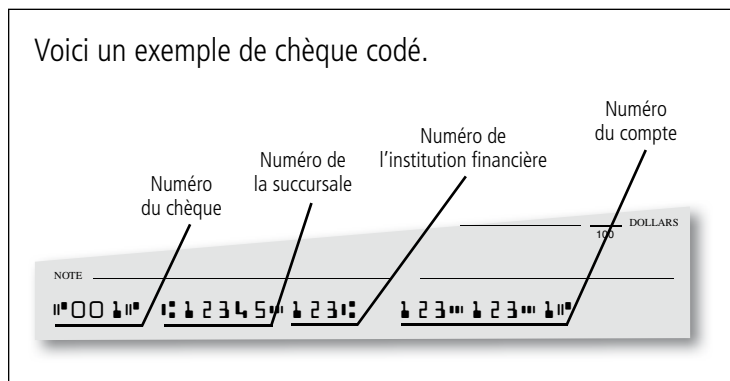 Voici un exemple de chèque codé.
Numéro
du compte
Numéro de
l'institution financière
Numéro de
la succursale
Numéro
du chèque
DOLLARS
100
NOTE
⑈001⑈ ⑆12345⑉123⑆ 123⑉123⑉1⑈